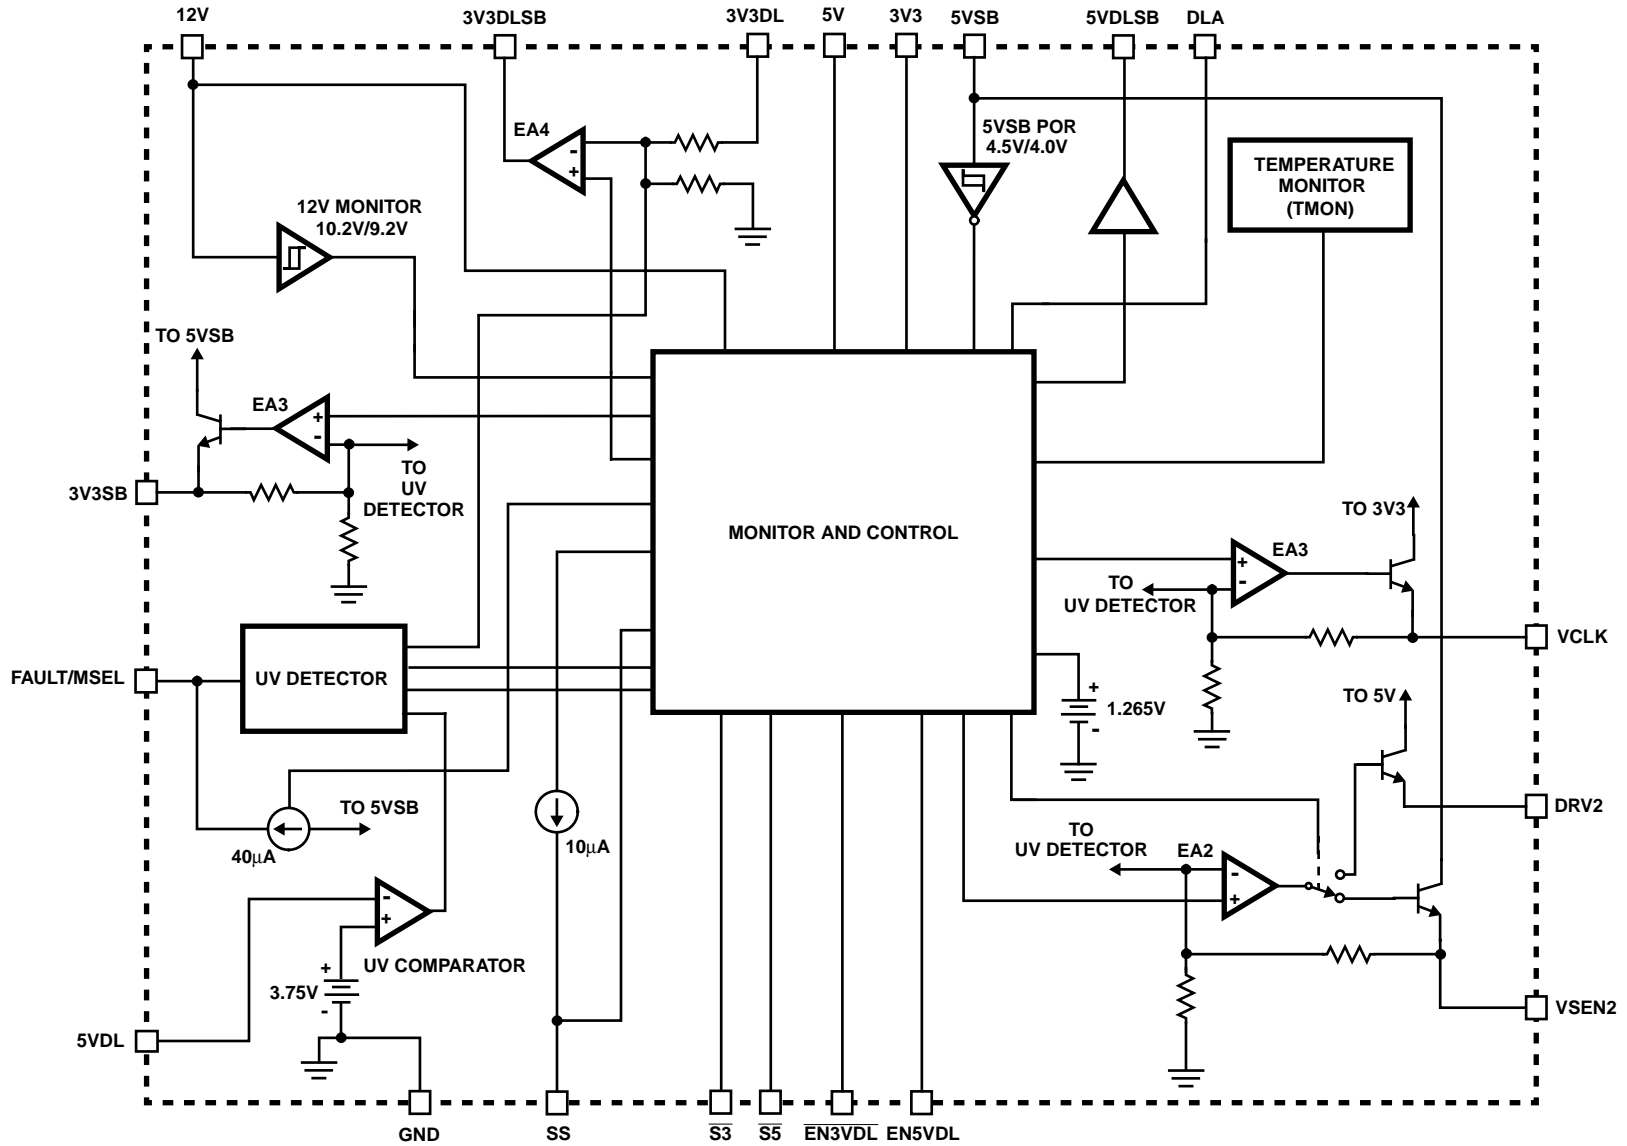 12V
3V3DLSB
3V3DL
5V
3V3
5VSB
5VDLSB
DLA
EA4
-
+
5VSB POR
4.5V/4.0V
TEMPERATURE
MONITOR
(TMON)
12V MONITOR
10.2V/9.2V
TO 5VSB
EA3
+
-
TO
UV
DETECTOR
3V3SB
MONITOR AND CONTROL
TO 3V3
EA3
+
-
TO
UV DETECTOR
VCLK
FAULT/MSEL
UV DETECTOR
+
1.265V
-
TO 5V
TO 5VSB
40µA
10µA
DRV2
TO
UV DETECTOR
EA2
-
+
-
+
UV COMPARATOR
+
3.75V
-
VSEN2
5VDL
GND
SS
S3
S5
EN3VDL
EN5VDL